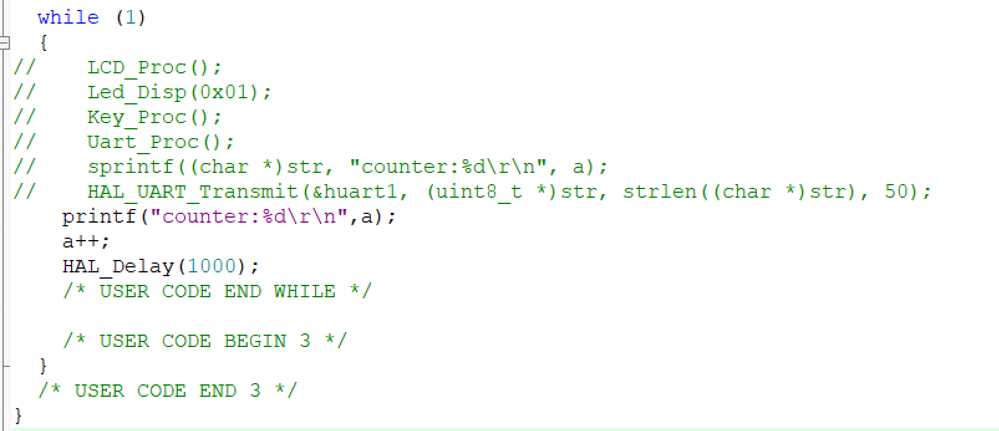 while (1)
{
//    LCD_Proc();
//    Led_Disp(0x01);
//    Key_Proc();
//    Uart_Proc();
//    sprintf((char *)str, "counter:%d\r\n", a);
//    HAL_UART_Transmit(&huart1, (uint8_t *)str, strlen((char *)str), 50);
printf("counter:%d\r\n",a);
a++;
HAL_Delay(1000);
/* USER CODE END WHILE */
/* USER CODE BEGIN 3 */
}
/* USER CODE END 3 */
}